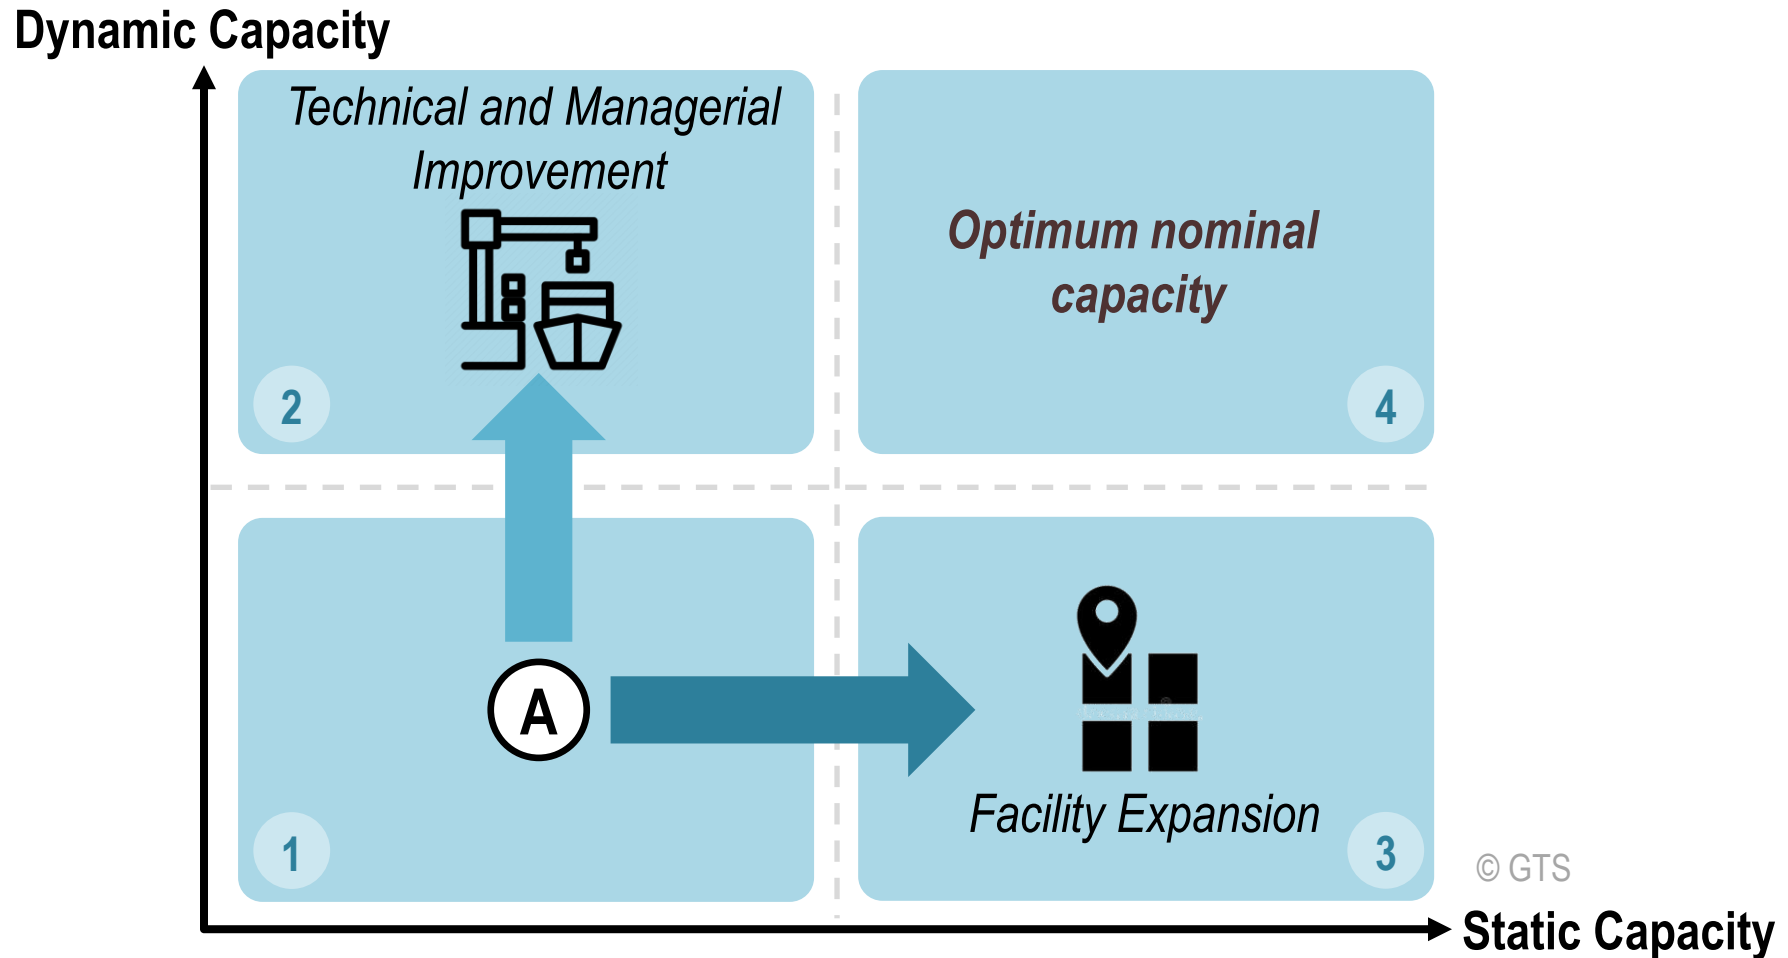 Dynamic Capacity
Technical and Managerial
Improvement
2
Optimum nominal
capacity
4
A
1
Facility Expansion
3
© GTS
Static Capacity